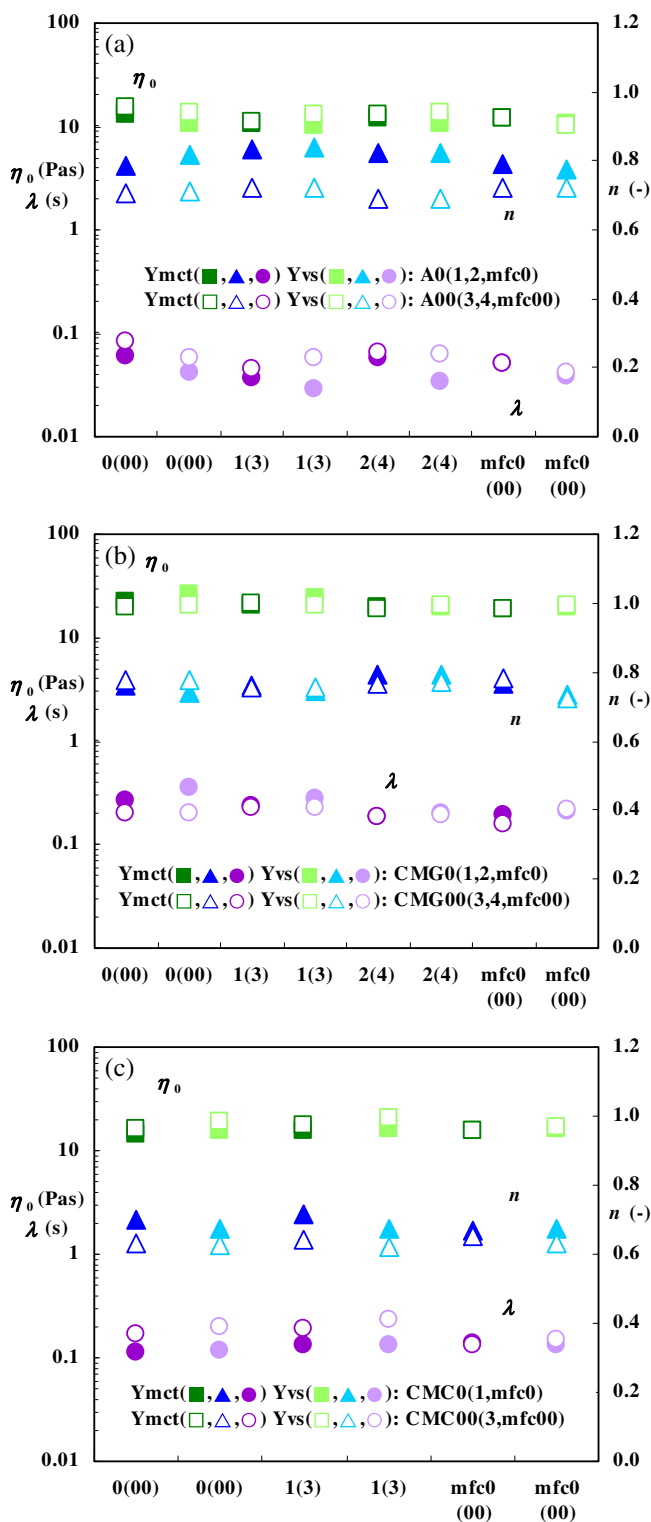 (a)
η₀
100
10
1
0.1
0.01
η₀ (Pas)
λ (s)
1.2
1.0
0.8
0.6
0.4
0.2
0.0
n (-)
n
Ymct(■,▲,●) Yvs(■,▲,●): A0(1,2,mfc0)
Ymct(□,△,○) Yvs(□,△,○): A00(3,4,mfc00)
λ
0(00) 0(00) 1(3) 1(3) 2(4) 2(4) mfc0 mfc0
(00) (00)
(b)
η₀
100
10
1
0.1
0.01
η₀ (Pas)
λ (s)
1.2
1.0
0.8
0.6
0.4
0.2
0.0
n (-)
n
λ
Ymct(■,▲,●) Yvs(■,▲,●): CMG0(1,2,mfc0)
Ymct(□,△,○) Yvs(□,△,○): CMG00(3,4,mfc00)
0(00) 0(00) 1(3) 1(3) 2(4) 2(4) mfc0 mfc0
(00) (00)
(c)
η₀
100
10
1
0.1
0.01
η₀ (Pas)
λ (s)
1.2
1.0
0.8
0.6
0.4
0.2
0.0
n (-)
n
λ
Ymct(■,▲,●) Yvs(■,▲,●): CMC0(1,mfc0)
Ymct(□,△,○) Yvs(□,△,○): CMC00(3,mfc00)
0(00) 0(00) 1(3) 1(3) mfc0 mfc0
(00) (00)